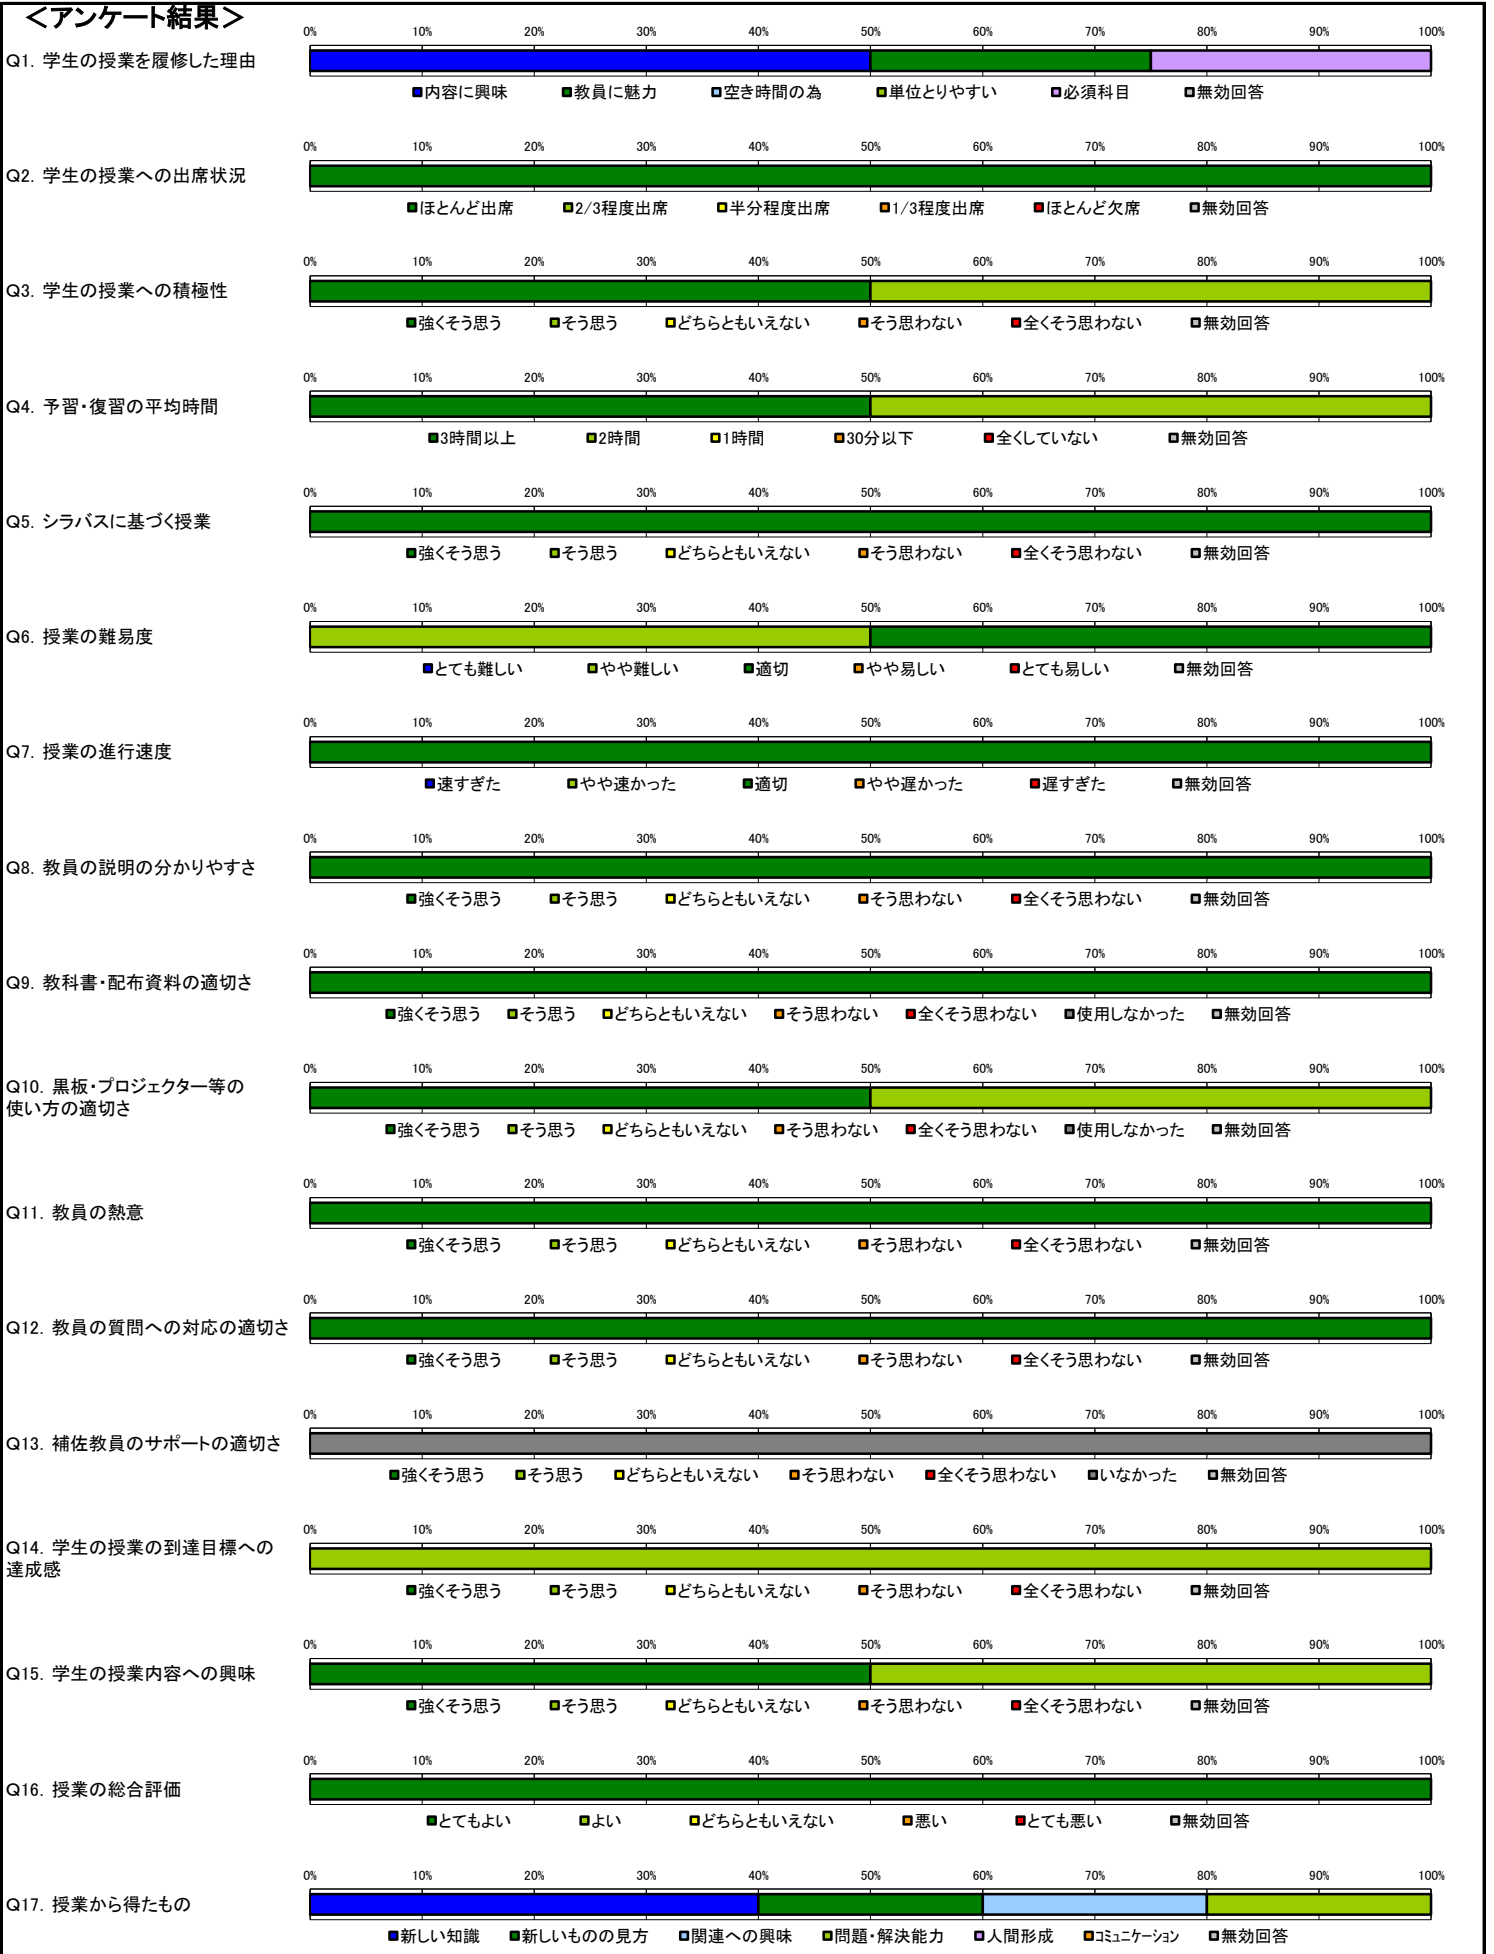 ＜アンケート結果＞
0% 10% 20% 30% 40% 50% 60% 70% 80% 90% 100%
Q1．学生の授業を履修した理由
内容に興味 教員に魅力 空き時間の為 単位とりやすい 必須科目 無効回答
0% 10% 20% 30% 40% 50% 60% 70% 80% 90% 100%
Q2．学生の授業への出席状況
ほとんど出席 2/3程度出席 半分程度出席 1/3程度出席 ほとんど欠席 無効回答
0% 10% 20% 30% 40% 50% 60% 70% 80% 90% 100%
Q3．学生の授業への積極性
強くそう思う そう思う どちらともいえない そう思わない 全くそう思わない 無効回答
0% 10% 20% 30% 40% 50% 60% 70% 80% 90% 100%
Q4．予習・復習の平均時間
3時間以上 2時間 1時間 30分以下 全くしていない 無効回答
0% 10% 20% 30% 40% 50% 60% 70% 80% 90% 100%
Q5．シラバスに基づく授業
強くそう思う そう思う どちらともいえない そう思わない 全くそう思わない 無効回答
0% 10% 20% 30% 40% 50% 60% 70% 80% 90% 100%
Q6．授業の難易度
とても難しい やや難しい 適切 やや易しい とても易しい 無効回答
0% 10% 20% 30% 40% 50% 60% 70% 80% 90% 100%
Q7．授業の進行速度
速すぎた やや速かった 適切 やや遅かった 遅すぎた 無効回答
0% 10% 20% 30% 40% 50% 60% 70% 80% 90% 100%
Q8．教員の説明の分かりやすさ
強くそう思う そう思う どちらともいえない そう思わない 全くそう思わない 無効回答
0% 10% 20% 30% 40% 50% 60% 70% 80% 90% 100%
Q9．教科書・配布資料の適切さ
強くそう思う そう思う どちらともいえない そう思わない 全くそう思わない 使用しなかった 無効回答
0% 10% 20% 30% 40% 50% 60% 70% 80% 90% 100%
Q10．黒板・プロジェクター等の
使い方の適切さ
強くそう思う そう思う どちらともいえない そう思わない 全くそう思わない 使用しなかった 無効回答
0% 10% 20% 30% 40% 50% 60% 70% 80% 90% 100%
Q11．教員の熱意
強くそう思う そう思う どちらともいえない そう思わない 全くそう思わない 無効回答
0% 10% 20% 30% 40% 50% 60% 70% 80% 90% 100%
Q12．教員の質問への対応の適切さ
強くそう思う そう思う どちらともいえない そう思わない 全くそう思わない 無効回答
0% 10% 20% 30% 40% 50% 60% 70% 80% 90% 100%
Q13．補佐教員のサポートの適切さ
強くそう思う そう思う どちらともいえない そう思わない 全くそう思わない いなかった 無効回答
0% 10% 20% 30% 40% 50% 60% 70% 80% 90% 100%
Q14．学生の授業の到達目標への
達成感
強くそう思う そう思う どちらともいえない そう思わない 全くそう思わない 無効回答
0% 10% 20% 30% 40% 50% 60% 70% 80% 90% 100%
Q15．学生の授業内容への興味
強くそう思う そう思う どちらともいえない そう思わない 全くそう思わない 無効回答
0% 10% 20% 30% 40% 50% 60% 70% 80% 90% 100%
Q16．授業の総合評価
とてもよい よい どちらともいえない 悪い とても悪い 無効回答
0% 10% 20% 30% 40% 50% 60% 70% 80% 90% 100%
Q17．授業から得たもの
新しい知識 新しいものの見方 関連への興味 問題・解決能力 人間形成 コミュニケーション 無効回答